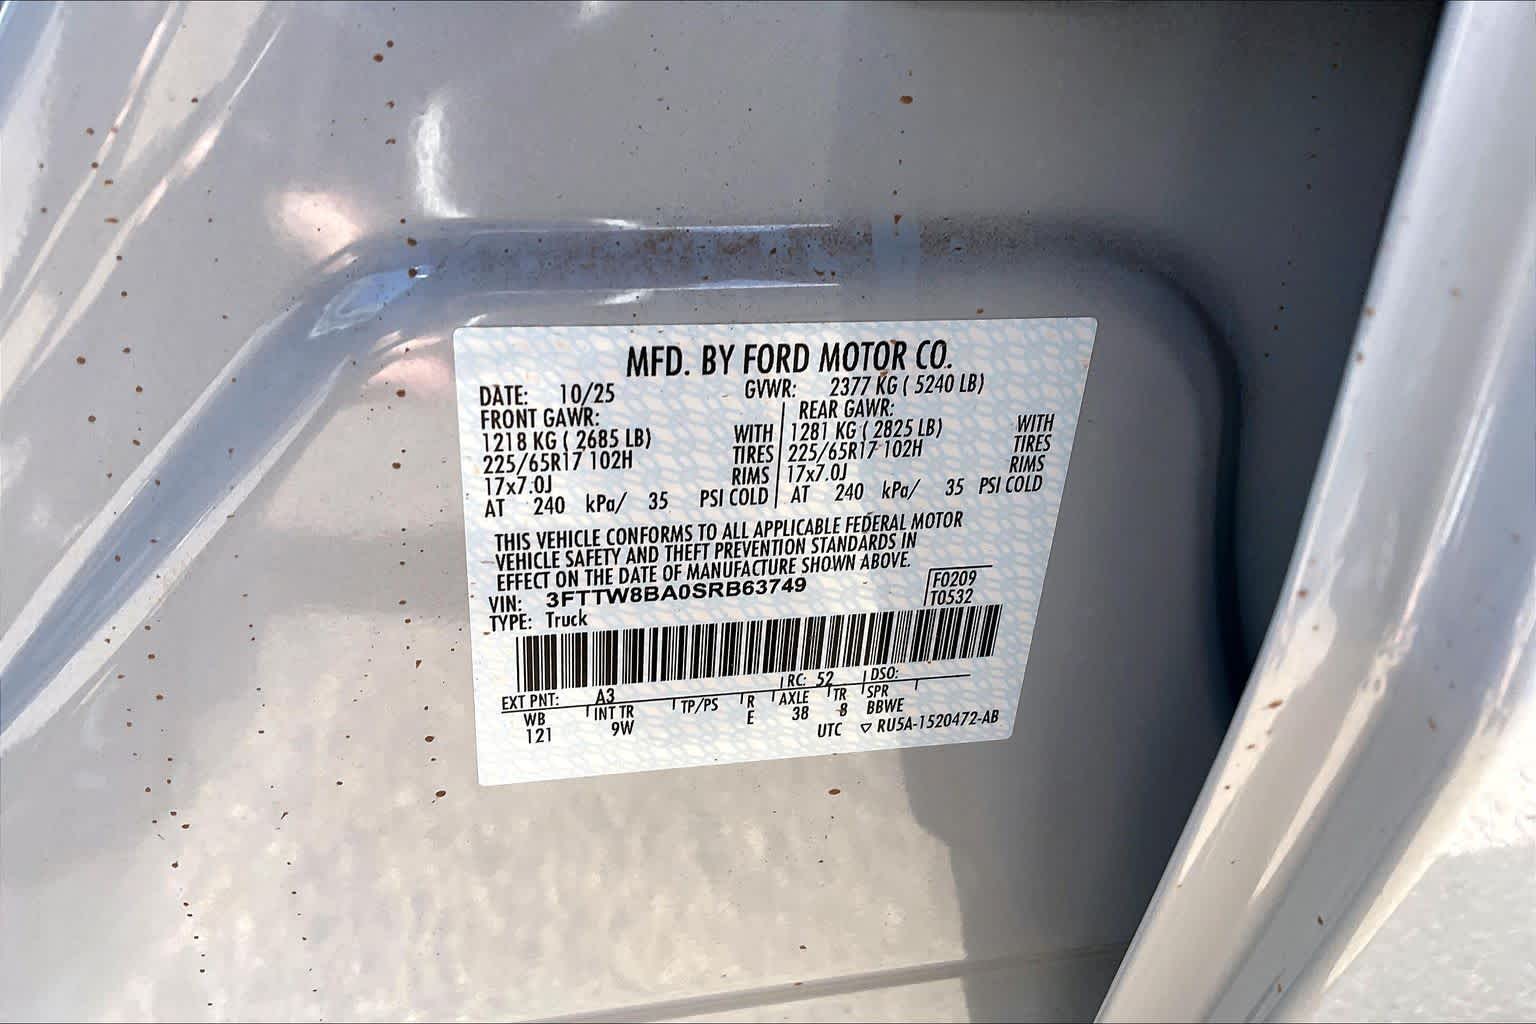 MFD. BY FORD MOTOR CO.
DATE: 10/25 GVWR: 2377 KG ( 5240 LB)
FRONT GAWR: REAR GAWR:
1218 KG ( 2685 LB) WITH 1281 KG ( 2825 LB) WITH
225/65R17 102H TIRES 225/65R17 102H TIRES
17x7.0J RIMS 17x7.0J RIMS
AT 240 kPa/ 35 PSI COLD AT 240 kPa/ 35 PSI COLD
THIS VEHICLE CONFORMS TO ALL APPLICABLE FEDERAL MOTOR
VEHICLE SAFETY AND THEFT PREVENTION STANDARDS IN
EFFECT ON THE DATE OF MANUFACTURE SHOWN ABOVE.
VIN: 3FTTW8BA0SRB63749 F0209
TYPE: Truck T0532
EXT PNT: A3 RC: 52 DSO:
WB INT TR TP/PS R AXLE TR SPR
121 9W E 38 8 BBWE
UTC ▽ RU5A-1520472-AB